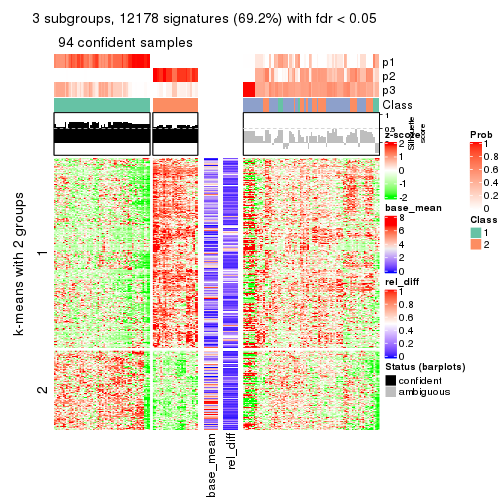 3 subgroups, 12178 signatures (69.2%) with fdr < 0.05
94 confident samples
p1
p2
p3
Class
1
0.5
0
Silhouette
score
z-score
2
1
0
-1
-2
base_mean
8
6
4
2
0
rel_diff
1
0.8
0.6
0.4
0.2
0
Status (barplots)
confident
ambiguous
Prob
1
0.8
0.6
0.4
0.2
0
Class
1
2
k-means with 2 groups
1
2
base_mean
rel_diff